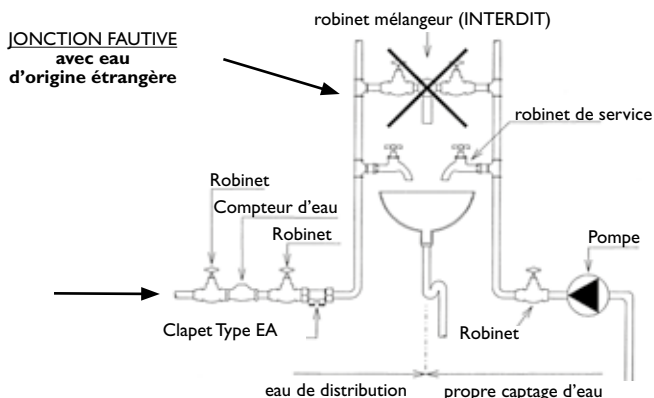 robinet mélangeur (INTERDIT)
JONCTION FAUTIVE
avec eau
d'origine étrangère
robinet de service
Robinet
Compteur d'eau
Robinet
Pompe
Clapet Type EA
Robinet
eau de distribution
propre captage d'eau